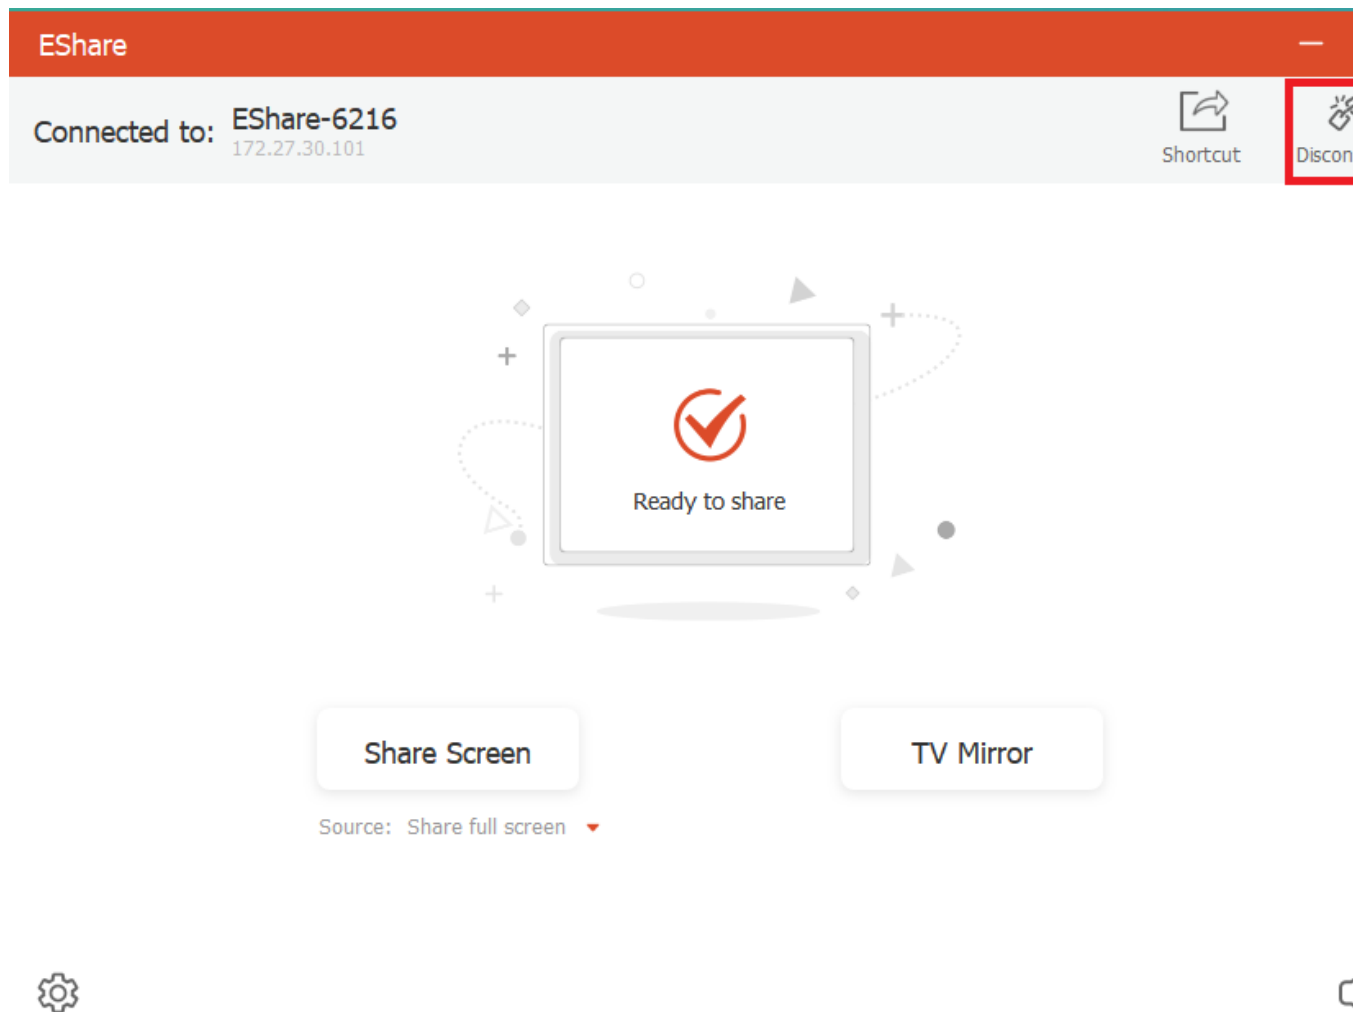 EShare
Connected to: EShare-6216
172.27.30.101
Shortcut
Ready to share
Share Screen
TV Mirror
Source: Share full screen